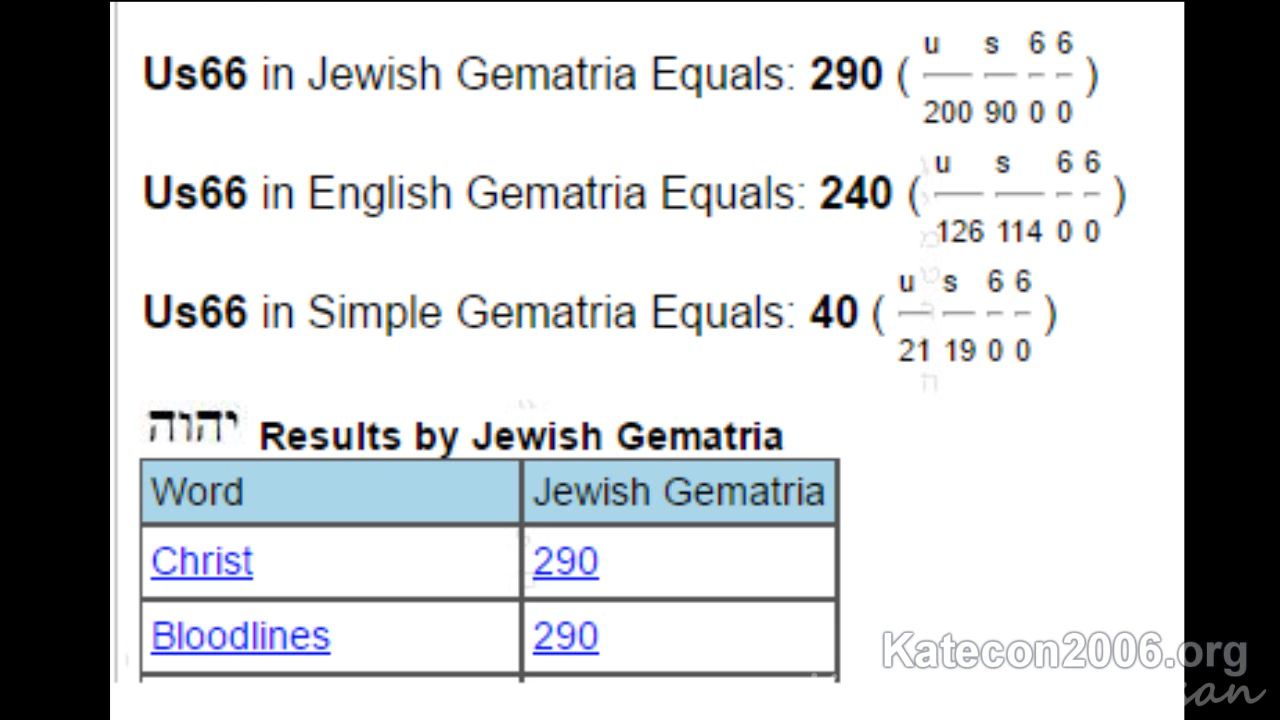 u s 6 6
Us66 in Jewish Gematria Equals: 290 ( )
200 90 0 0
u s 6 6
Us66 in English Gematria Equals: 240 ( )
126 114 0 0
u s 6 6
Us66 in Simple Gematria Equals: 40 ( )
21 19 0 0
יהוה Results by Jewish Gematria
Word Jewish Gematria
Christ 290
Bloodlines 290
Katecon2006.org